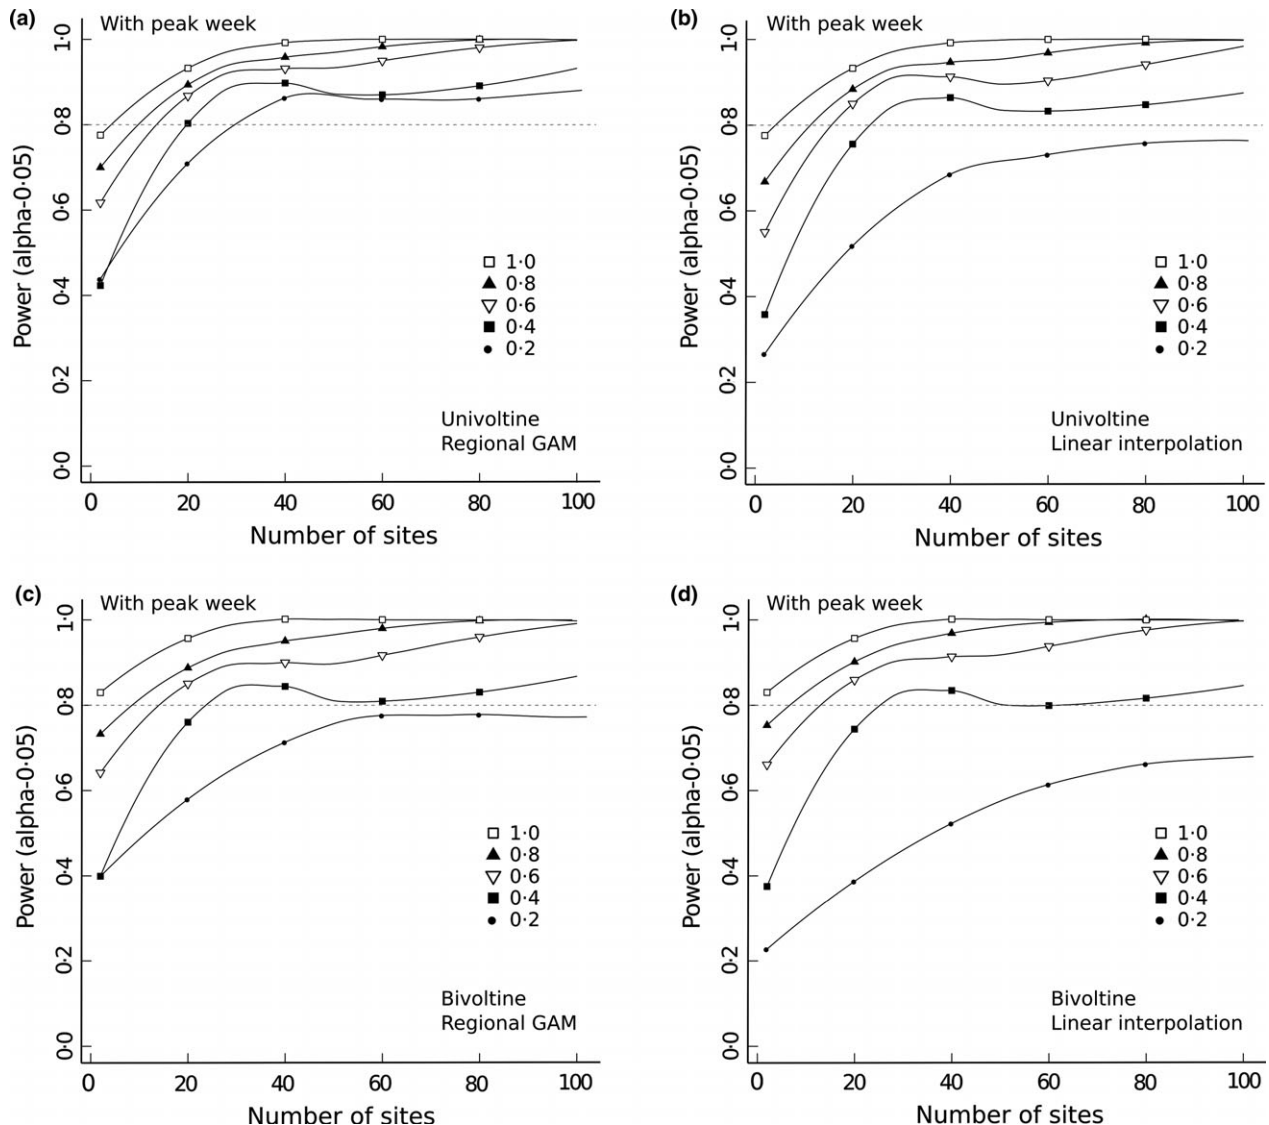 (a)
With peak week
1·0
0·8
0·6
0·4
0·2
0·0
Power (alpha-0·05)
1·0
0·8
0·6
0·4
0·2
Univoltine
Regional GAM
0 20 40 60 80 100
Number of sites
(b)
With peak week
1·0
0·8
0·6
0·4
0·2
0·0
Power (alpha-0·05)
1·0
0·8
0·6
0·4
0·2
Univoltine
Linear interpolation
0 20 40 60 80 100
Number of sites
(c)
With peak week
1·0
0·8
0·6
0·4
0·2
0·0
Power (alpha-0·05)
1·0
0·8
0·6
0·4
0·2
Bivoltine
Regional GAM
0 20 40 60 80 100
Number of sites
(d)
With peak week
1·0
0·8
0·6
0·4
0·2
0·0
Power (alpha-0·05)
1·0
0·8
0·6
0·4
0·2
Bivoltine
Linear interpolation
0 20 40 60 80 100
Number of sites